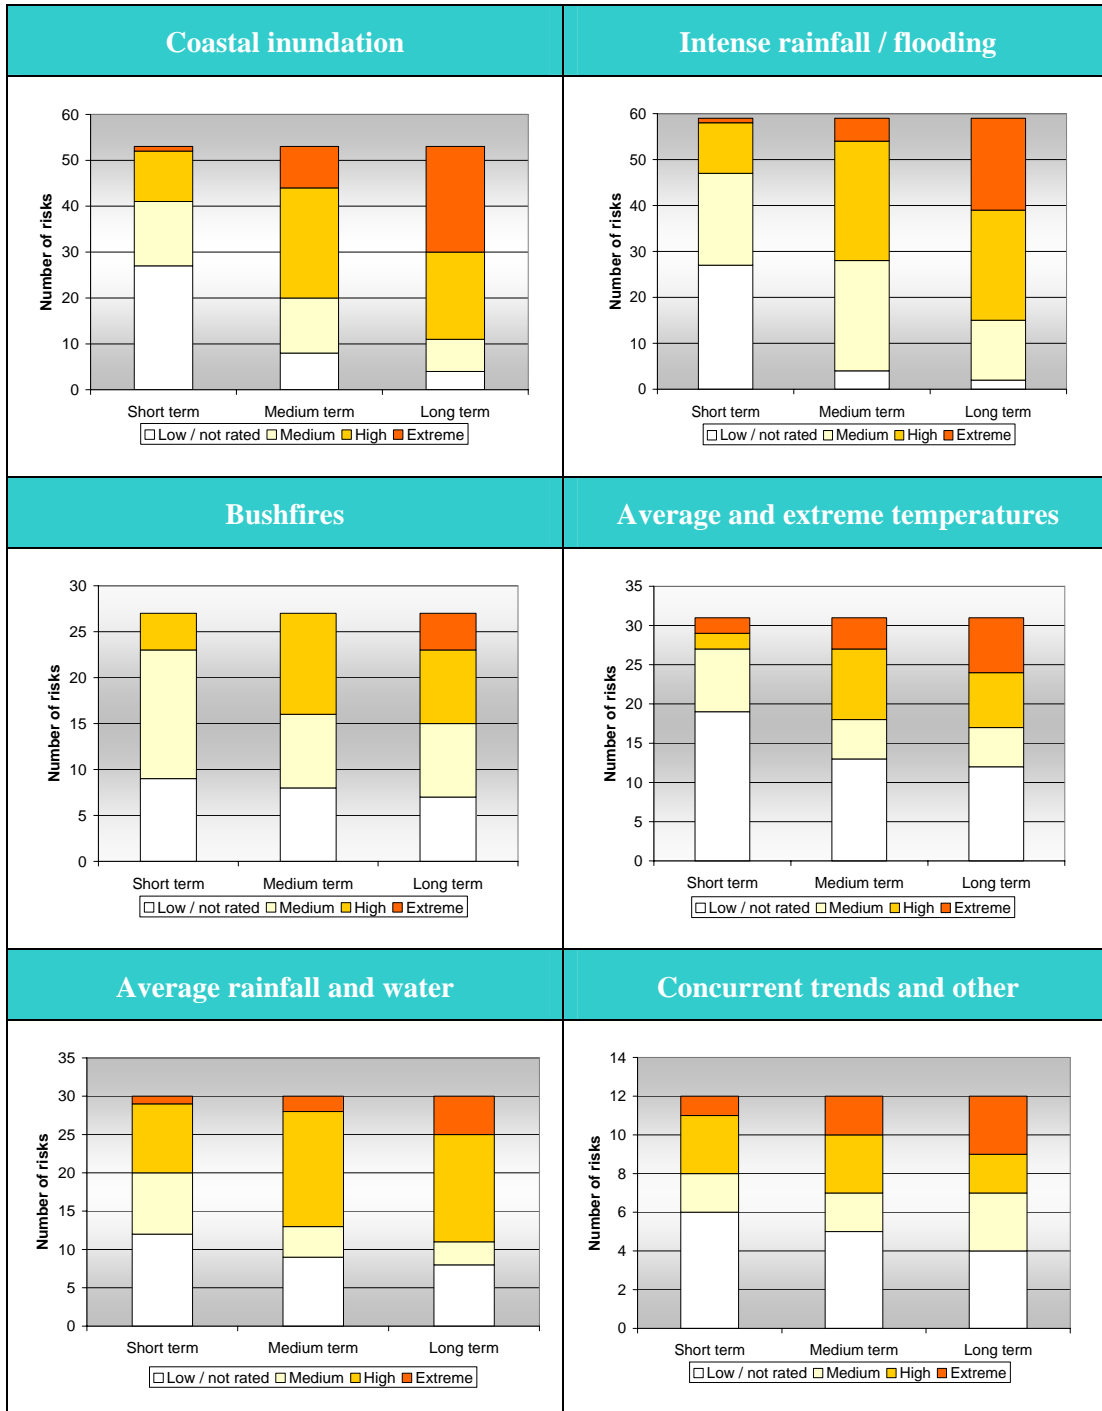 Coastal inundation
Intense rainfall / flooding
Number of risks
60
50
40
30
20
10
0
Short term Medium term Long term
Low / not rated Medium High Extreme
Number of risks
60
50
40
30
20
10
0
Short term Medium term Long term
Low / not rated Medium High Extreme
Bushfires
Average and extreme temperatures
Number of risks
30
25
20
15
10
5
0
Short term Medium term Long term
Low / not rated Medium High Extreme
Number of risks
35
30
25
20
15
10
5
0
Short term Medium term Long term
Low / not rated Medium High Extreme
Average rainfall and water
Concurrent trends and other
Number of risks
35
30
25
20
15
10
5
0
Short term Medium term Long term
Low / not rated Medium High Extreme
Number of risks
14
12
10
8
6
4
2
0
Short term Medium term Long term
Low / not rated Medium High Extreme